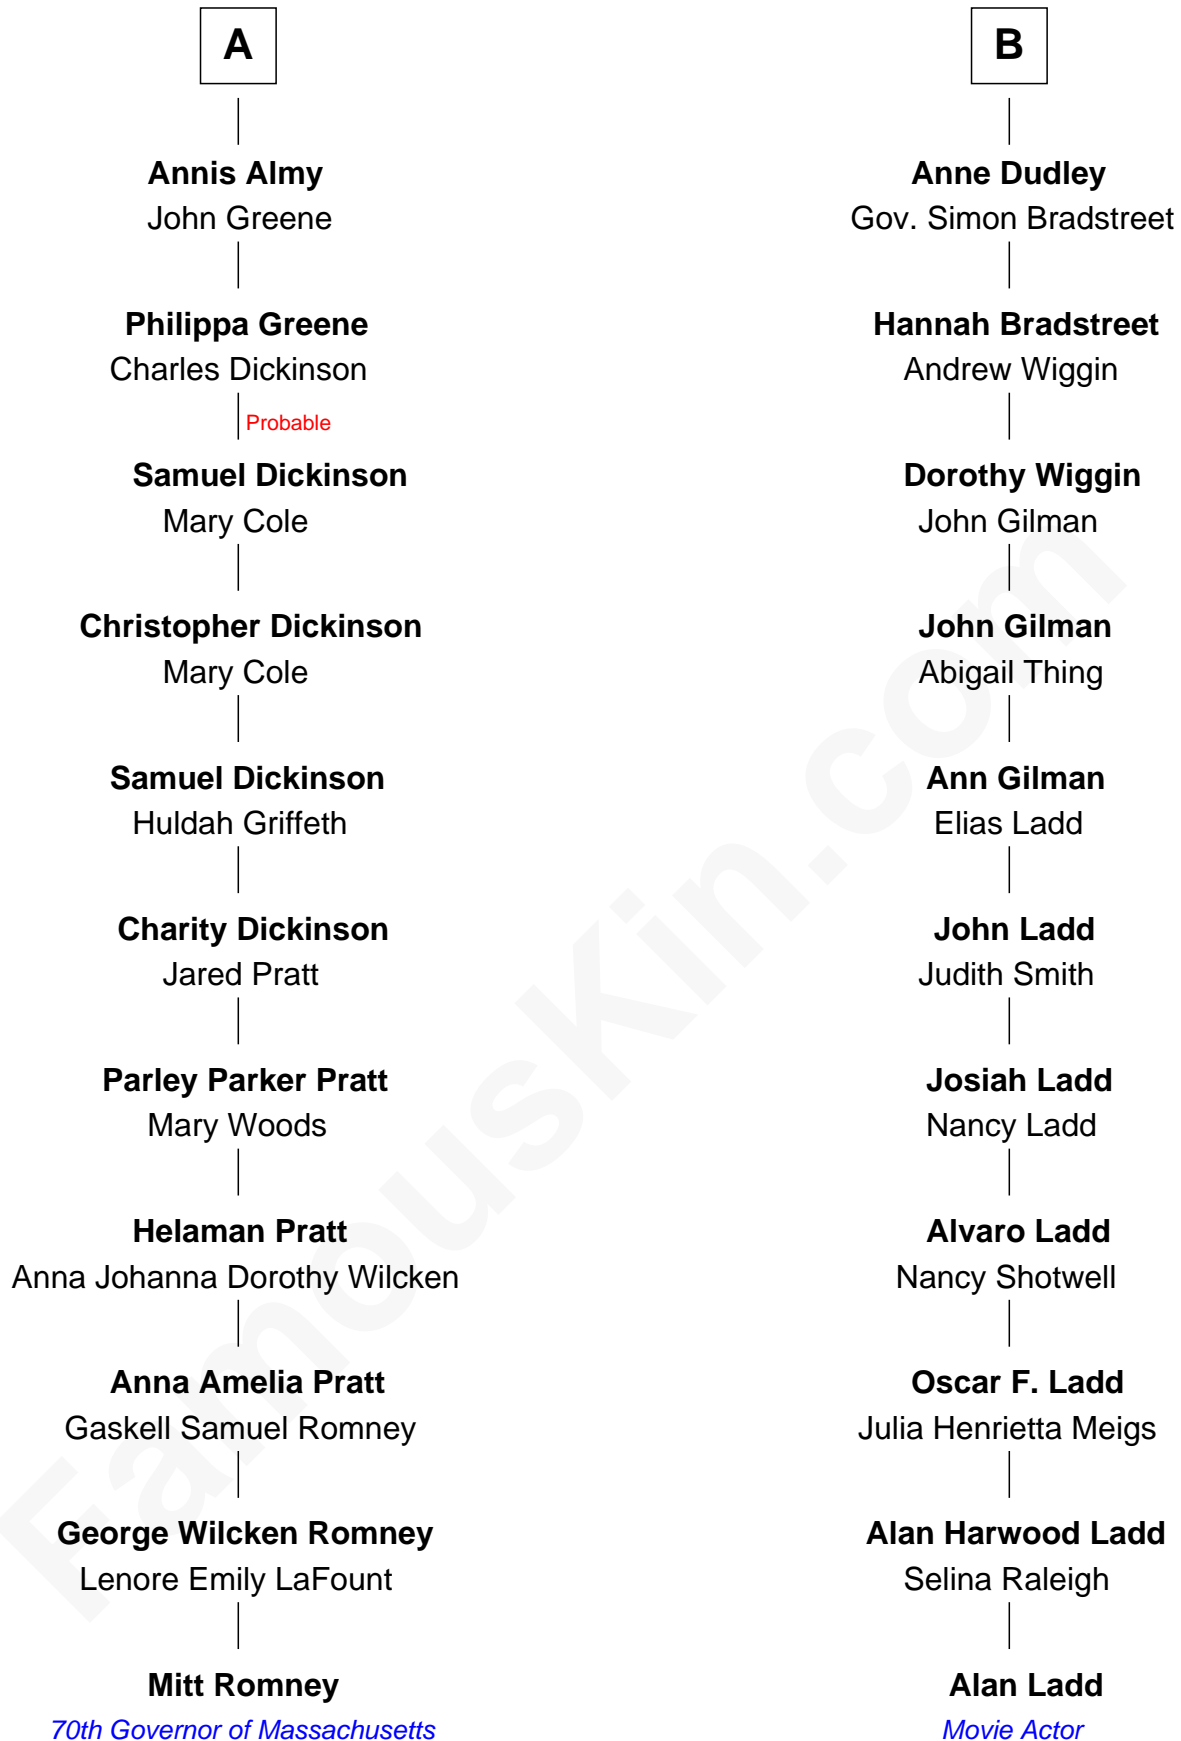 A
Annis Almy
John Greene
Philippa Greene
Charles Dickinson
Probable
Samuel Dickinson
Mary Cole
Christopher Dickinson
Mary Cole
Samuel Dickinson
Huldah Griffeth
Charity Dickinson
Jared Pratt
Parley Parker Pratt
Mary Woods
Helaman Pratt
Anna Johanna Dorothy Wilcken
Anna Amelia Pratt
Gaskell Samuel Romney
George Wilcken Romney
Lenore Emily LaFount
Mitt Romney
70th Governor of Massachusetts
B
Anne Dudley
Gov. Simon Bradstreet
Hannah Bradstreet
Andrew Wiggin
Dorothy Wiggin
John Gilman
John Gilman
Abigail Thing
Ann Gilman
Elias Ladd
John Ladd
Judith Smith
Josiah Ladd
Nancy Ladd
Alvaro Ladd
Nancy Shotwell
Oscar F. Ladd
Julia Henrietta Meigs
Alan Harwood Ladd
Selina Raleigh
Alan Ladd
Movie Actor
FamousKin.com